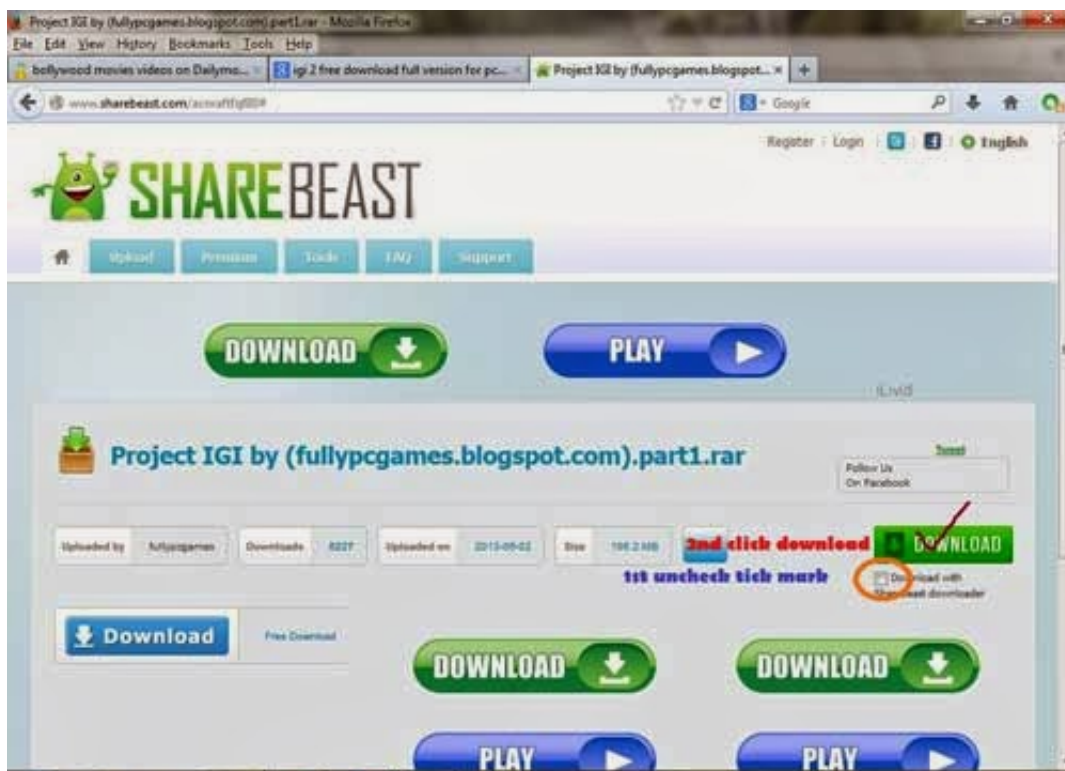 Project IGI by (fullypcgames.blogspot.com).part1.rar - Mozilla Firefox
File Edit View History Bookmarks Tools Help
bollywood movies videos on Dailymo...
igi 2 free download full version for pc...
Project IGI by (fullypcgames.blogspot...
www.sharebeast.com/
Google
Register Login English
SHAREBEAST
Upload Premium Tools FAQ Support
DOWNLOAD PLAY
iLivid
Project IGI by (fullypcgames.blogspot.com).part1.rar
Tweet
Follow Us
On Facebook
Uploaded by fullypcgames Downloads 8227 Uploaded on Size
2nd click download DOWNLOAD
1st uncheck tick mark
Download with
downloader
Download Free Download
DOWNLOAD DOWNLOAD
PLAY PLAY